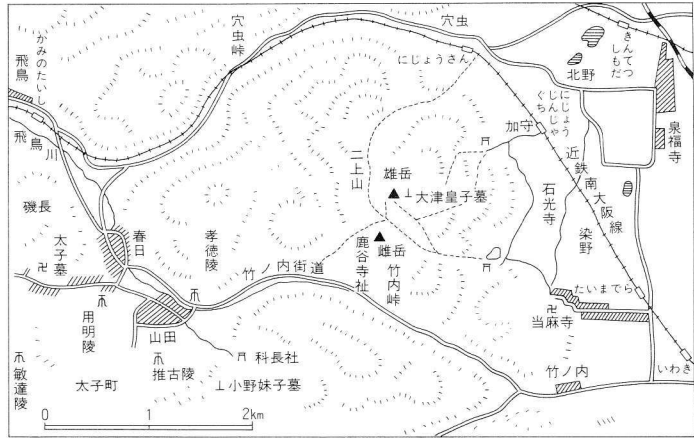 穴虫峠
穴虫
かみのたいし
飛鳥
飛鳥川
にじょうさん
きんてつしもだ
北野
にじょうじんじゃぐち
加守
泉福寺
二上山
雄岳
大津皇子墓
石光寺
近鉄南大阪線
染野
磯長
太子墓
春日
孝徳陵
竹ノ内街道
鹿谷寺祉
雌岳
竹内峠
たいまでら
当麻寺
用明陵
山田
科長社
推古陵
小野妹子墓
敏達陵
太子町
竹ノ内
いわき
0 1 2km